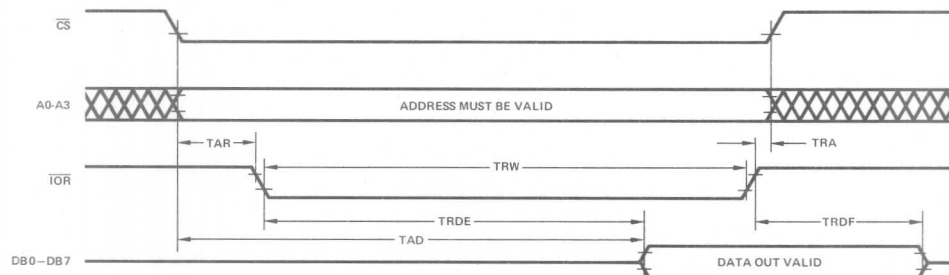 CS
A0-A3
ADDRESS MUST BE VALID
TAR
TRW
TRA
IOR
TRDE
TRDF
TAD
DB0–DB7
DATA OUT VALID